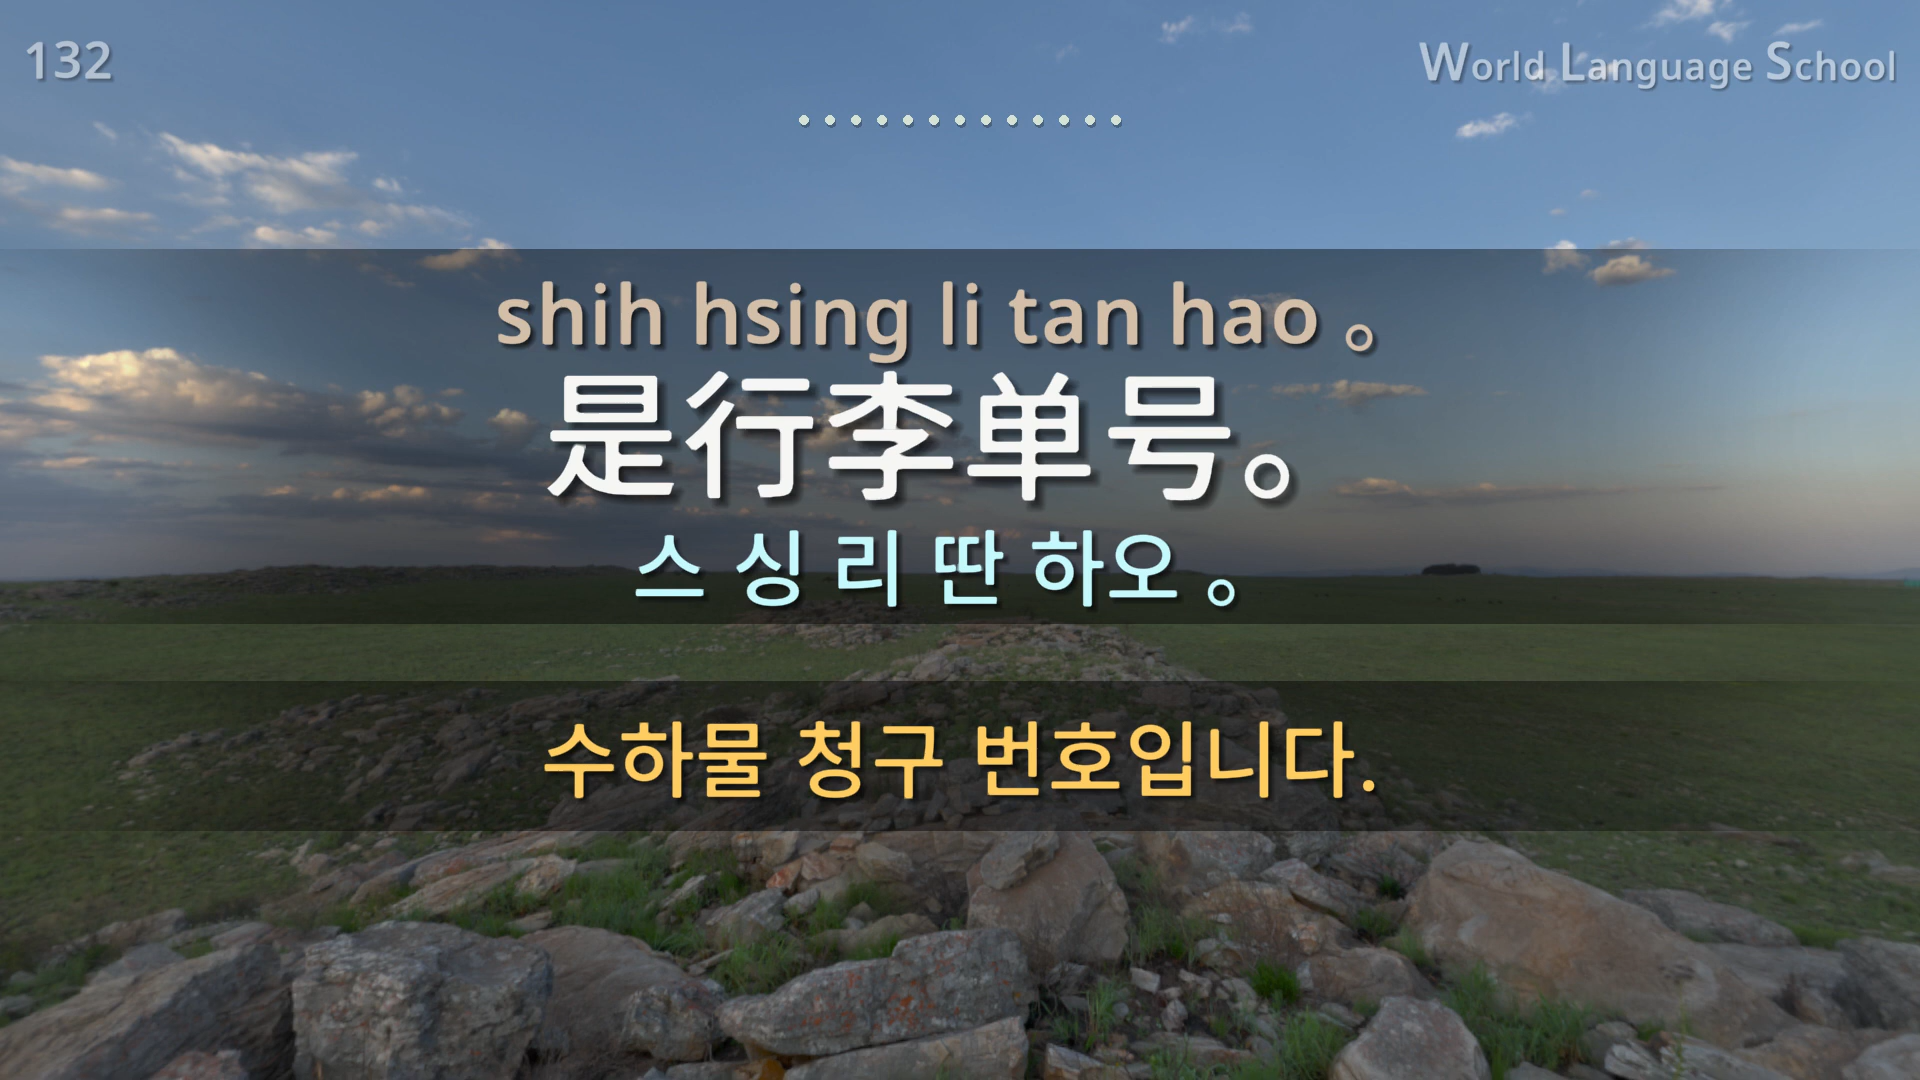 132
World Language School
shih hsing li tan hao 。
是行李单号。
스 싱 리 딴 하오 。
수하물 청구 번호입니다.